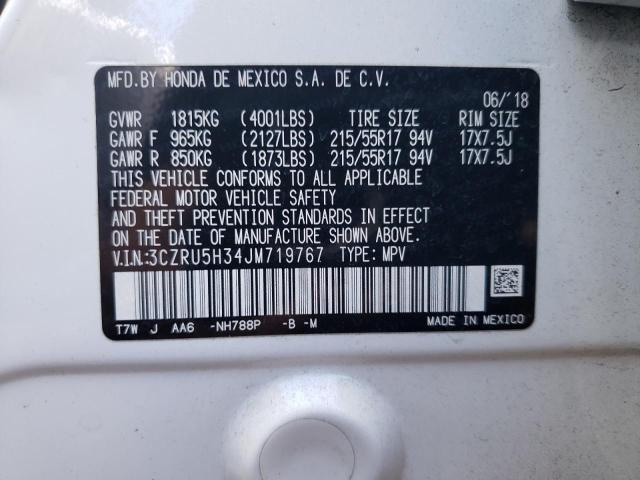 MFD.BY HONDA DE MEXICO S.A. DE C.V.
06/'18
GVWR 1815KG (4001LBS) TIRE SIZE RIM SIZE
GAWR F 965KG (2127LBS) 215/55R17 94V 17X7.5J
GAWR R 850KG (1873LBS) 215/55R17 94V 17X7.5J
THIS VEHICLE CONFORMS TO ALL APPLICABLE
FEDERAL MOTOR VEHICLE SAFETY
AND THEFT PREVENTION STANDARDS IN EFFECT
ON THE DATE OF MANUFACTURE SHOWN ABOVE.
V.I.N:3CZRU5H34JM719767 TYPE: MPV
T7W J AA6 -NH788P -B -M MADE IN MEXICO